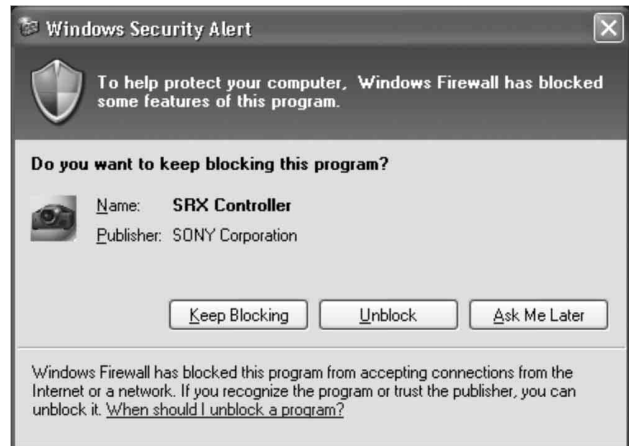 Windows Security Alert
To help protect your computer, Windows Firewall has blocked
some features of this program.
Do you want to keep blocking this program?
Name: SRX Controller
Publisher: SONY Corporation
Keep Blocking Unblock Ask Me Later
Windows Firewall has blocked this program from accepting connections from the
Internet or a network. If you recognize the program or trust the publisher, you can
unblock it. When should I unblock a program?